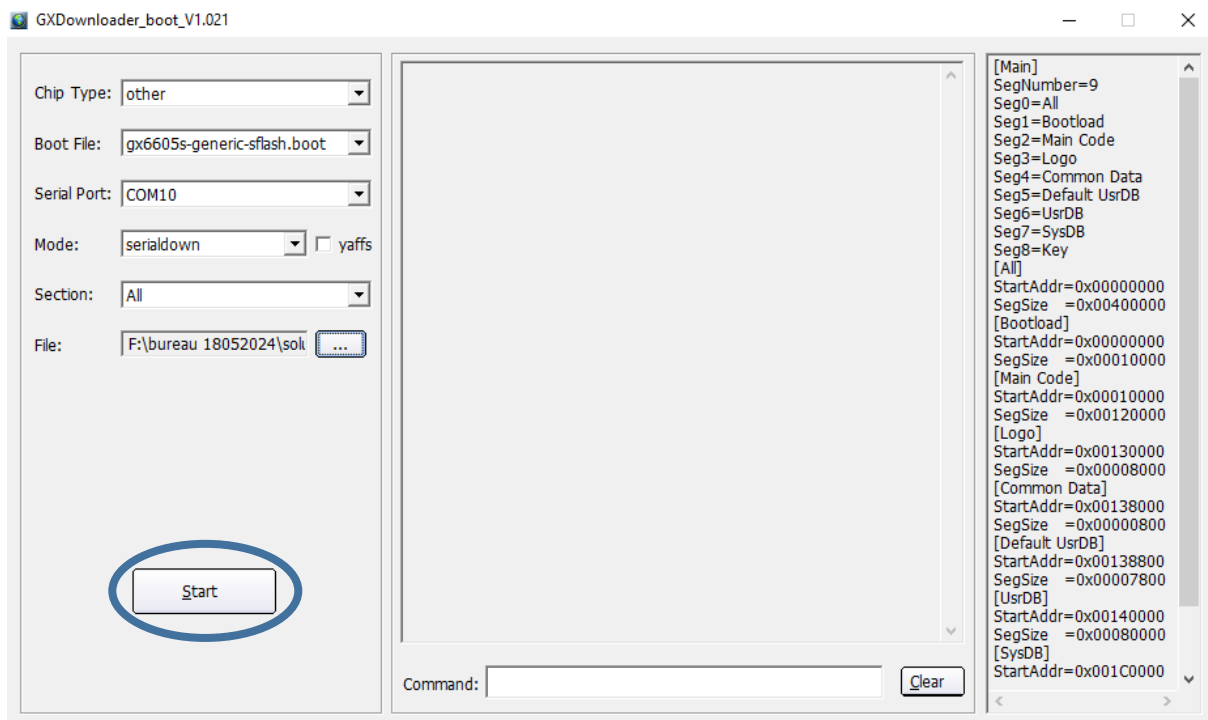 GXDownloader_boot_V1.021
Chip Type: other
Boot File: gx6605s-generic-sflash.boot
Serial Port: COM10
Mode: serialdown yaffs
Section: All
File: F:\bureau 18052024\solu ...
Start
Command: Clear
[Main]
SegNumber=9
Seg0=All
Seg1=Bootload
Seg2=Main Code
Seg3=Logo
Seg4=Common Data
Seg5=Default UsrDB
Seg6=UsrDB
Seg7=SysDB
Seg8=Key
[All]
StartAddr=0x00000000
SegSize =0x00400000
[Bootload]
StartAddr=0x00000000
SegSize =0x00010000
[Main Code]
StartAddr=0x00010000
SegSize =0x00120000
[Logo]
StartAddr=0x00130000
SegSize =0x00008000
[Common Data]
StartAddr=0x00138000
SegSize =0x00000800
[Default UsrDB]
StartAddr=0x00138800
SegSize =0x00007800
[UsrDB]
StartAddr=0x00140000
SegSize =0x00080000
[SysDB]
StartAddr=0x001C0000